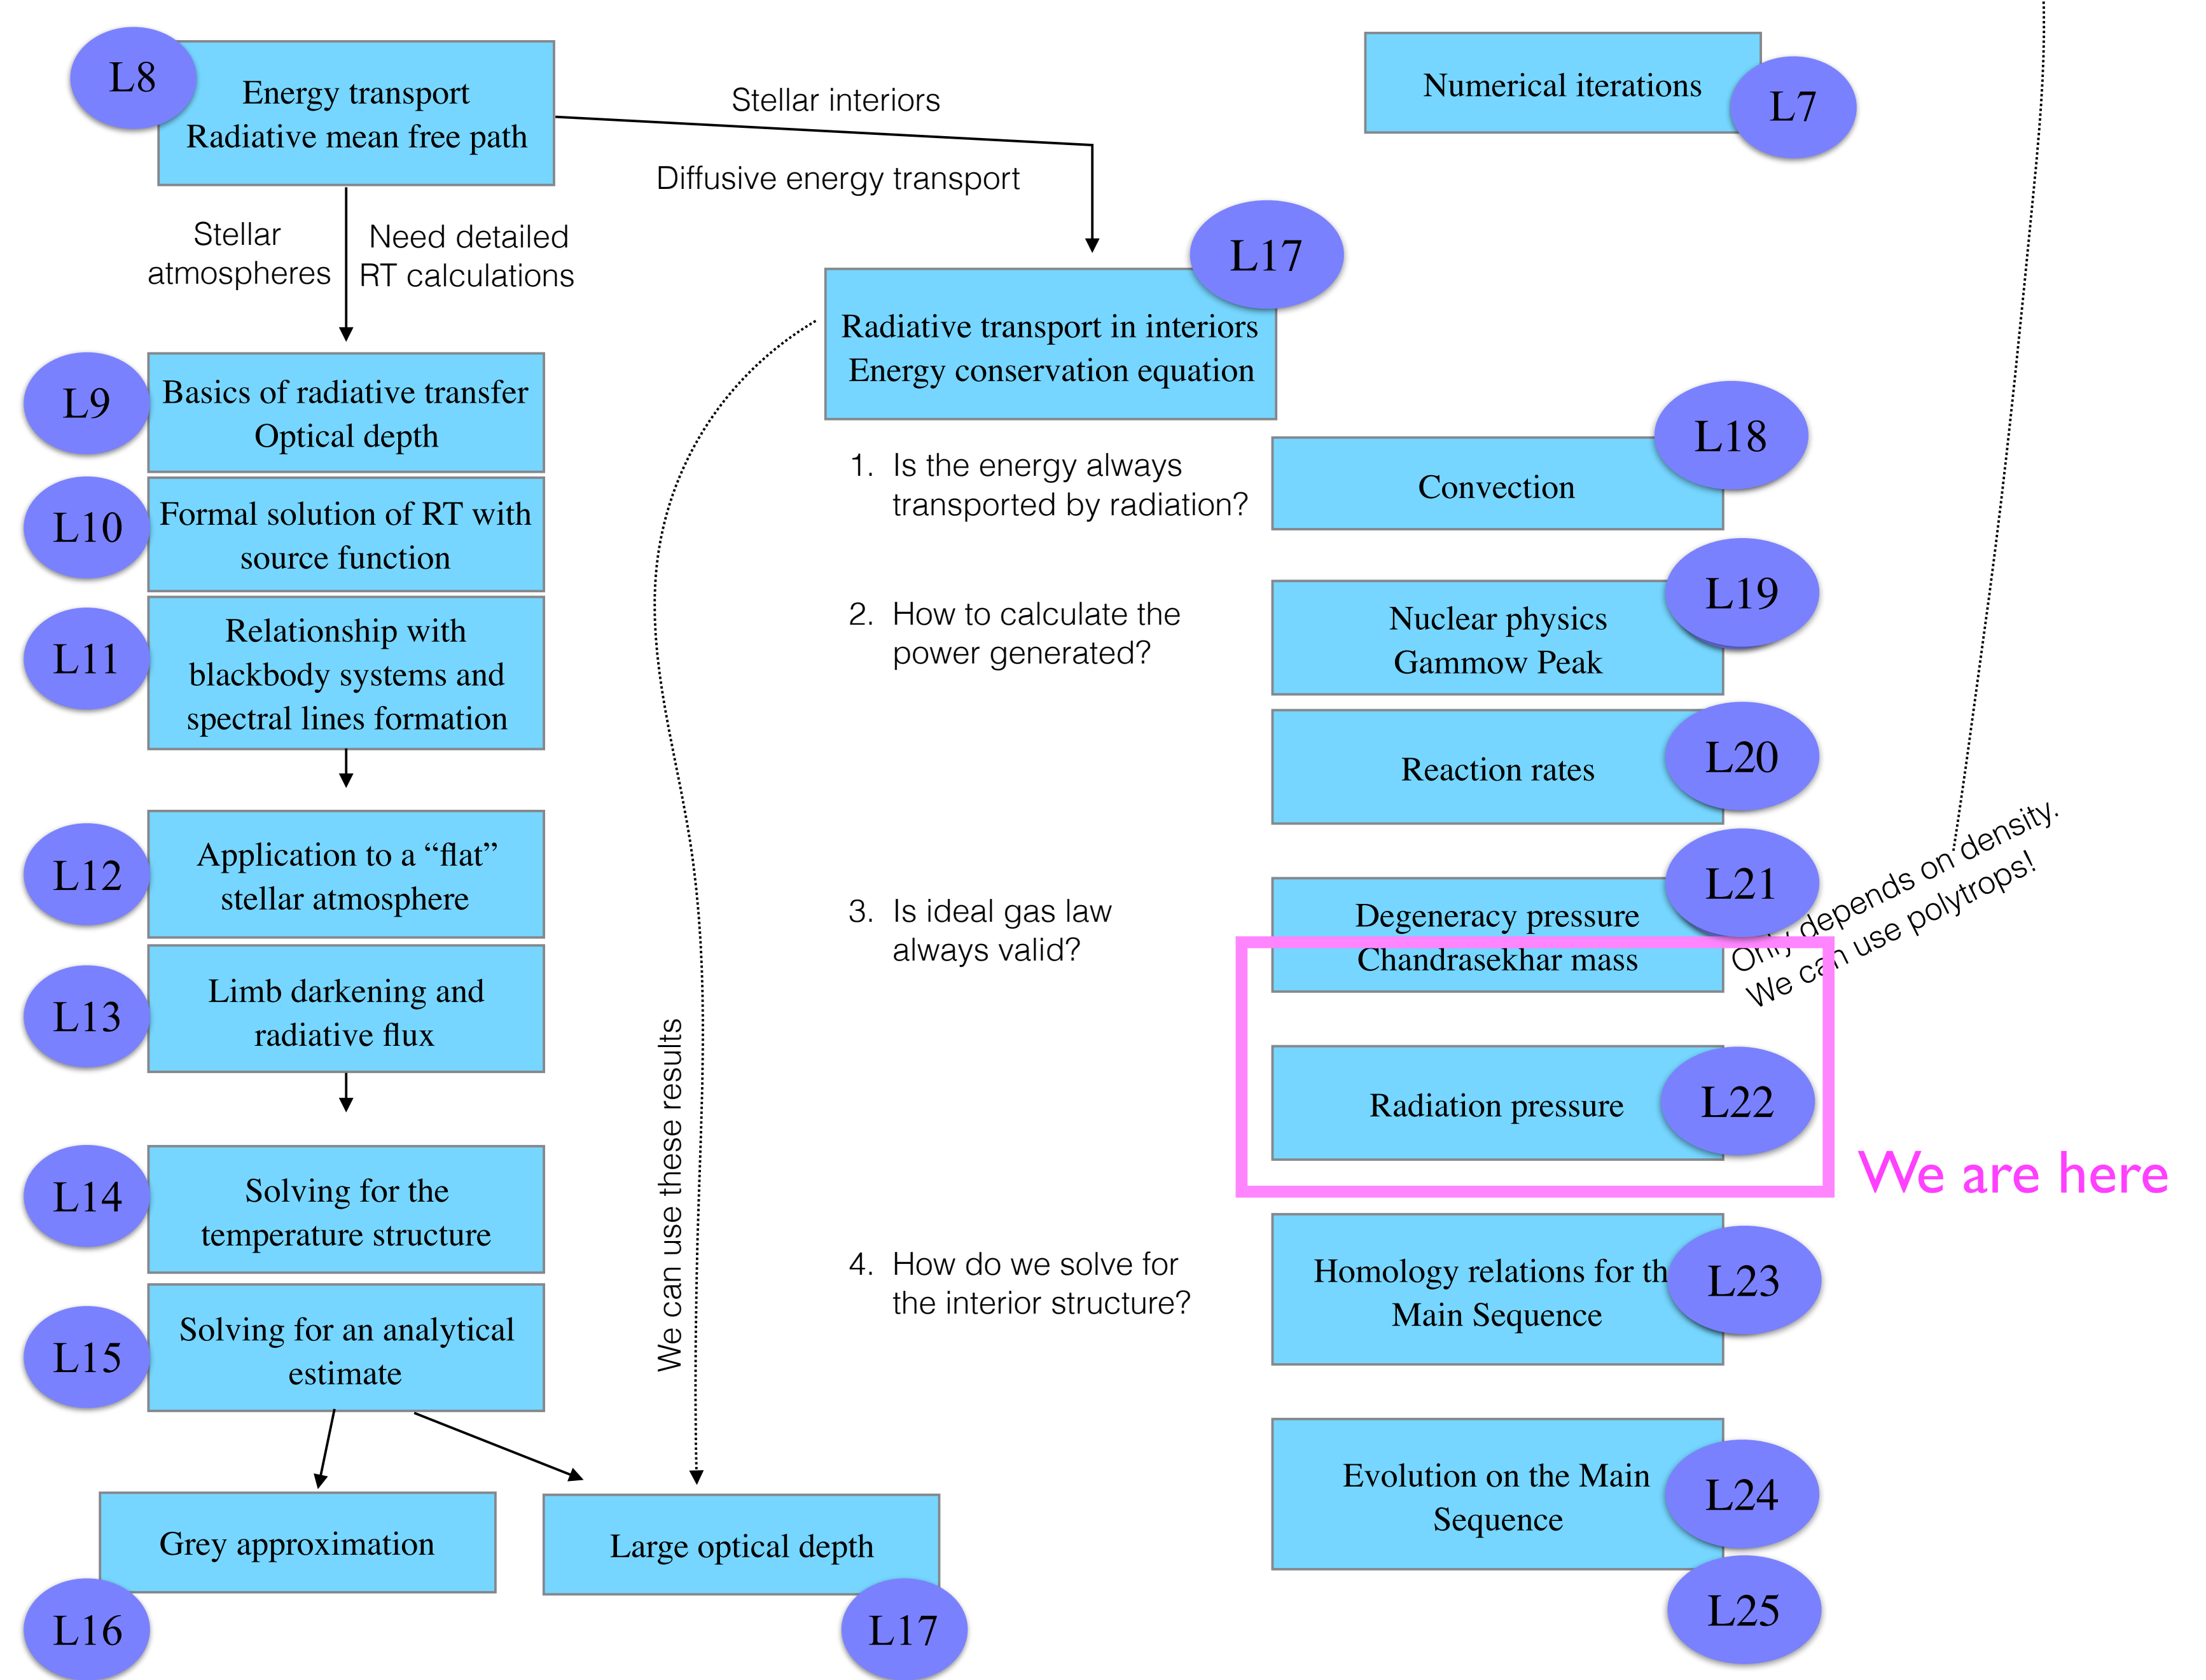 L8
Energy transport
Radiative mean free path
Stellar interiors
Diffusive energy transport
Numerical iterations
L7
Stellar
atmospheres
Need detailed
RT calculations
L17
Radiative transport in interiors
Energy conservation equation
L9
Basics of radiative transfer
Optical depth
L10
Formal solution of RT with
source function
L11
Relationship with
blackbody systems and
spectral lines formation
L12
Application to a “flat”
stellar atmosphere
L13
Limb darkening and
radiative flux
L14
Solving for the
temperature structure
L15
Solving for an analytical
estimate
Grey approximation
L16
Large optical depth
L17
We can use these results
1. Is the energy always
transported by radiation?
Convection
L18
2. How to calculate the
power generated?
Nuclear physics
Gammow Peak
L19
Reaction rates
L20
3. Is ideal gas law
always valid?
Degeneracy pressure
Chandrasekhar mass
L21
Only depends on density.
We can use polytrops!
Radiation pressure
L22
We are here
4. How do we solve for
the interior structure?
Homology relations for th
Main Sequence
L23
Evolution on the Main
Sequence
L24
L25